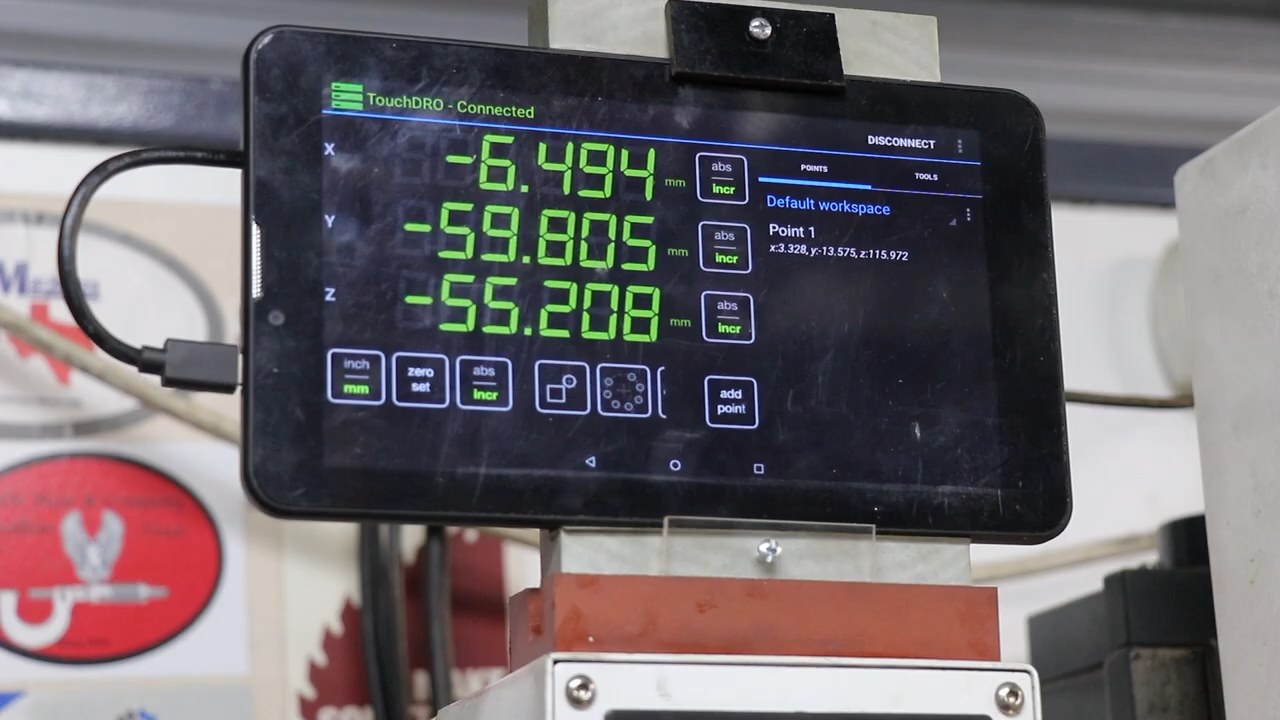 TouchDRO - Connected
DISCONNECT
X
-6.494 mm
abs
incr
Y
-59.805 mm
abs
incr
Z
-55.208 mm
abs
incr
POINTS
TOOLS
Default workspace
Point 1
x:3.328, y:-13.575, z:115.972
inch
mm
zero
set
abs
incr
add
point